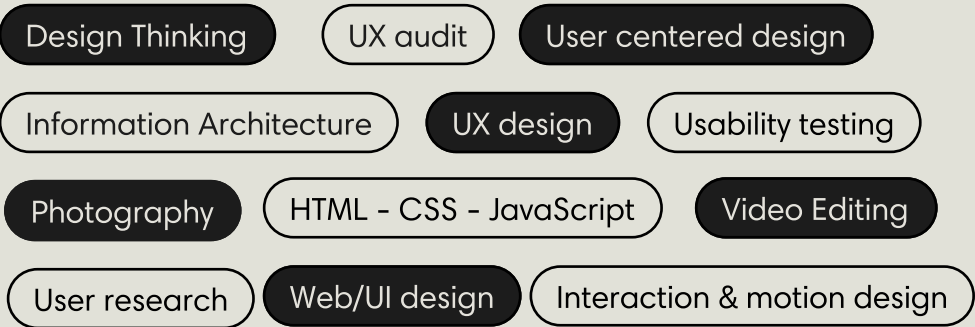 Design Thinking UX audit User centered design
Information Architecture UX design Usability testing
Photography HTML - CSS - JavaScript Video Editing
User research Web/UI design Interaction & motion design